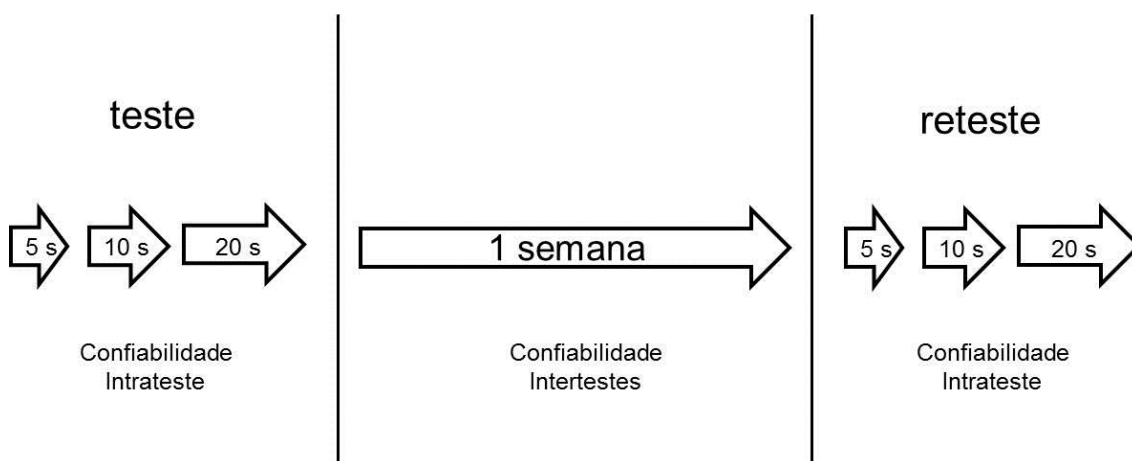 teste
5 s
10 s
20 s
Confiabilidade
Intrateste
1 semana
Confiabilidade
Intertestes
reteste
5 s
10 s
20 s
Confiabilidade
Intrateste